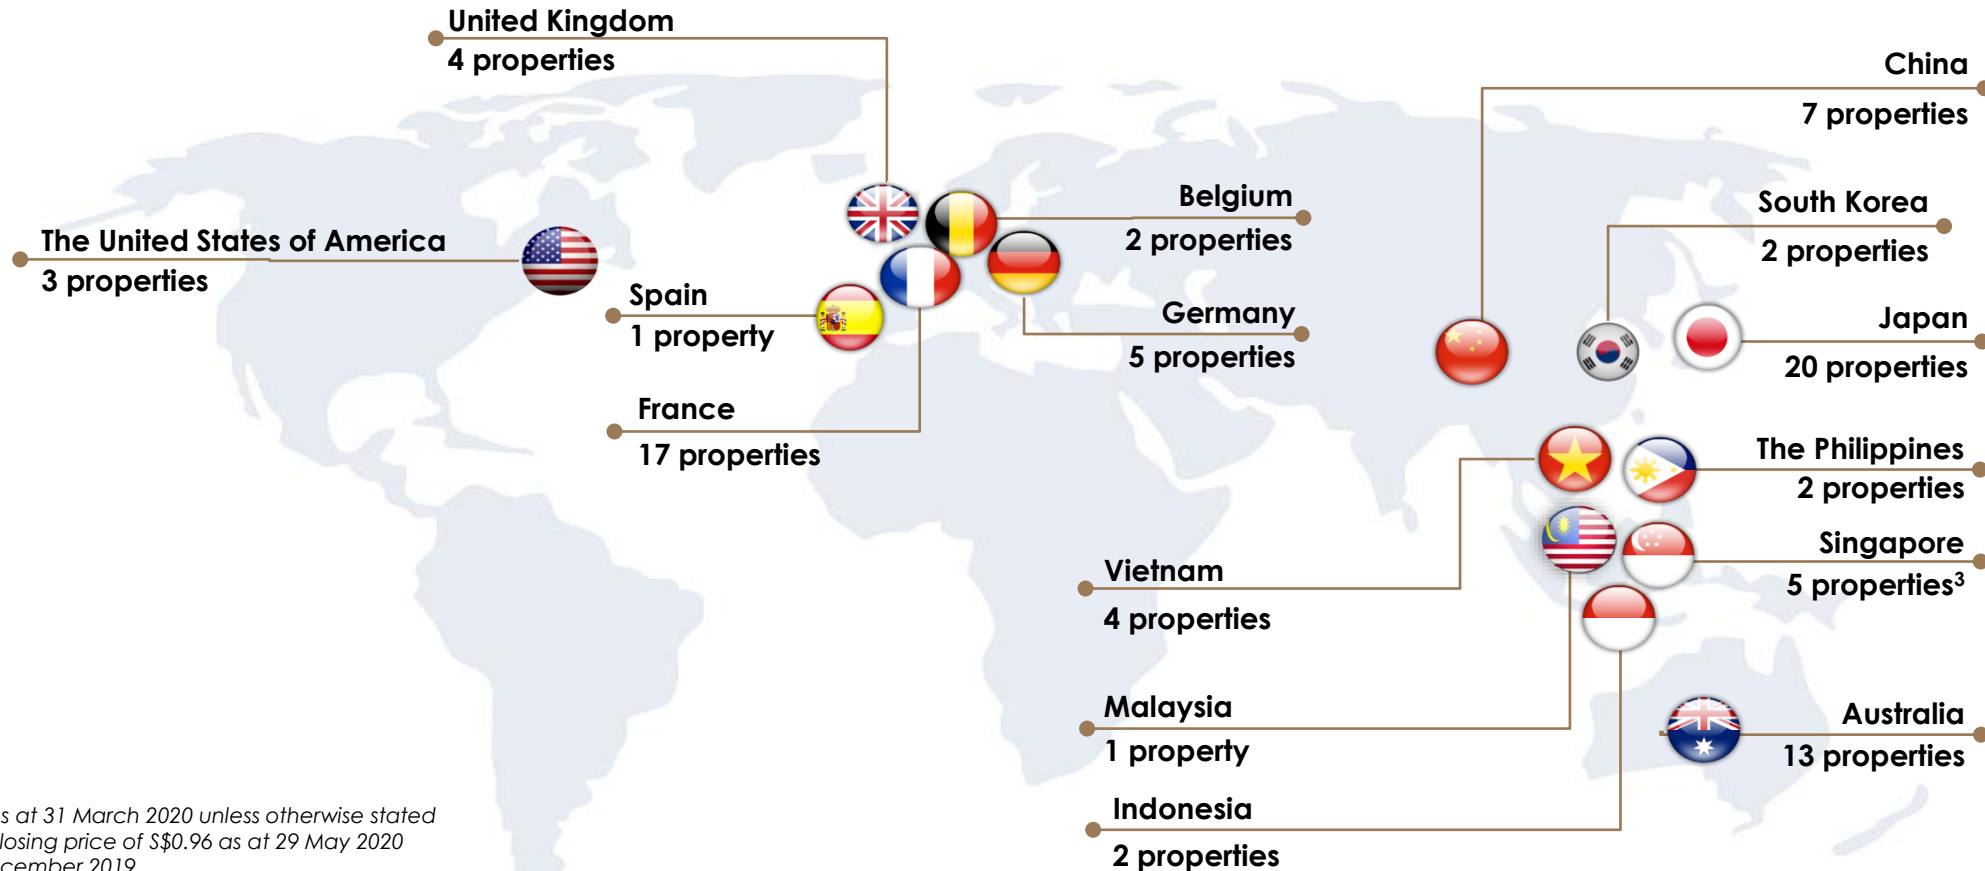 United Kingdom
4 properties
China
7 properties
Belgium
2 properties
South Korea
2 properties
The United States of America
3 properties
Spain
1 property
Germany
5 properties
Japan
20 properties
France
17 properties
The Philippines
2 properties
Singapore
5 properties³
Vietnam
4 properties
Malaysia
1 property
Australia
13 properties
Indonesia
2 properties
s at 31 March 2020 unless otherwise stated
losing price of S$0.96 as at 29 May 2020
cember 2019